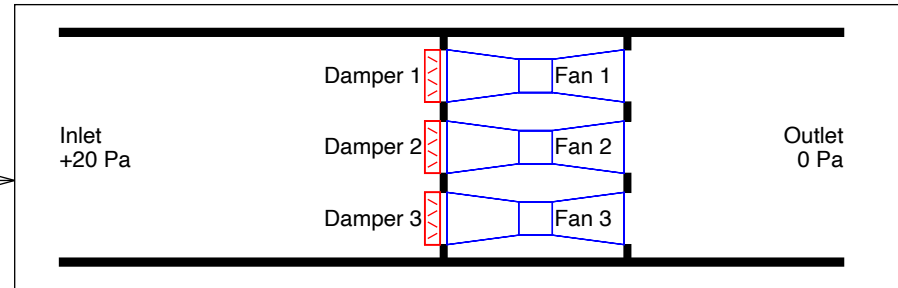 Damper 1
Fan 1
Inlet
+20 Pa
Damper 2
Fan 2
Outlet
0 Pa
Damper 3
Fan 3